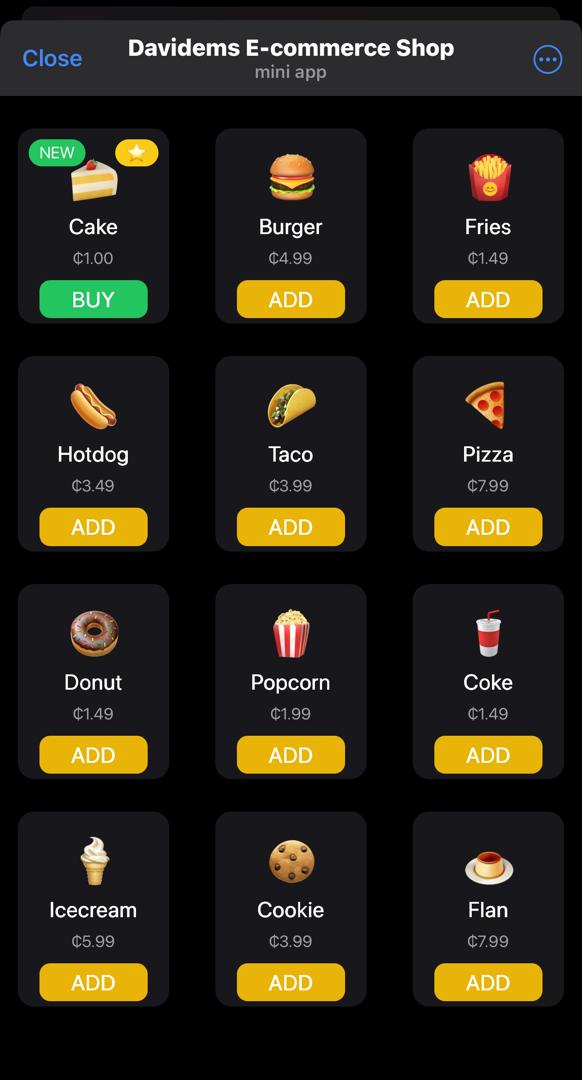 Close
Davidems E-commerce Shop
mini app
NEW
Cake
₵1.00
BUY
Burger
₵4.99
ADD
Fries
₵1.49
ADD
Hotdog
₵3.49
ADD
Taco
₵3.99
ADD
Pizza
₵7.99
ADD
Donut
₵1.49
ADD
Popcorn
₵1.99
ADD
Coke
₵1.49
ADD
Icecream
₵5.99
ADD
Cookie
₵3.99
ADD
Flan
₵7.99
ADD